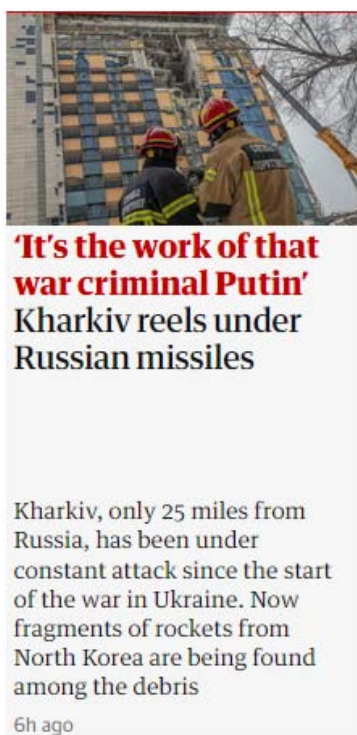 ‘It’s the work of that
war criminal Putin’
Kharkiv reels under
Russian missiles
Kharkiv, only 25 miles from
Russia, has been under
constant attack since the start
of the war in Ukraine. Now
fragments of rockets from
North Korea are being found
among the debris
6h ago